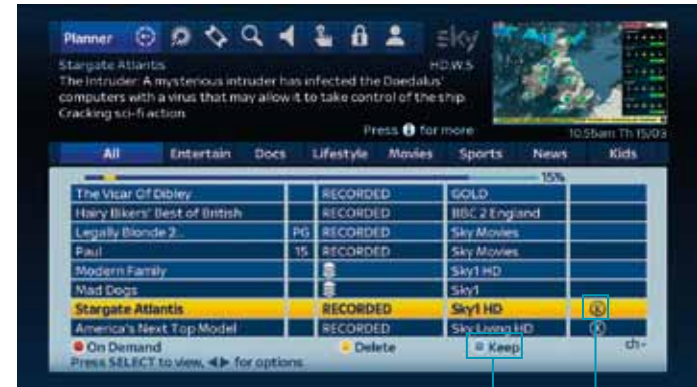 Planner sky
Stargate Atlantis HD,W,S
The Intruder: A mysterious intruder has infected the Daedalus'
computers with a virus that may allow it to take control of the ship.
Cracking sci-fi action
Press i for more 10:56am Th 15/03
All Entertain Docs Lifestyle Movies Sports News Kids
15%
The Vicar Of Dibley RECORDED GOLD
Hairy Bikers' Best of British RECORDED BBC 2 England
Legally Blonde 2... PG RECORDED Sky Movies
Paul 15 RECORDED Sky Movies
Modern Family Sky1 HD
Mad Dogs Sky1
Stargate Atlantis RECORDED Sky1 HD K
America's Next Top Model RECORDED Sky Living HD K
On Demand Delete Keep ch-
Press SELECT to view, ◄► for options